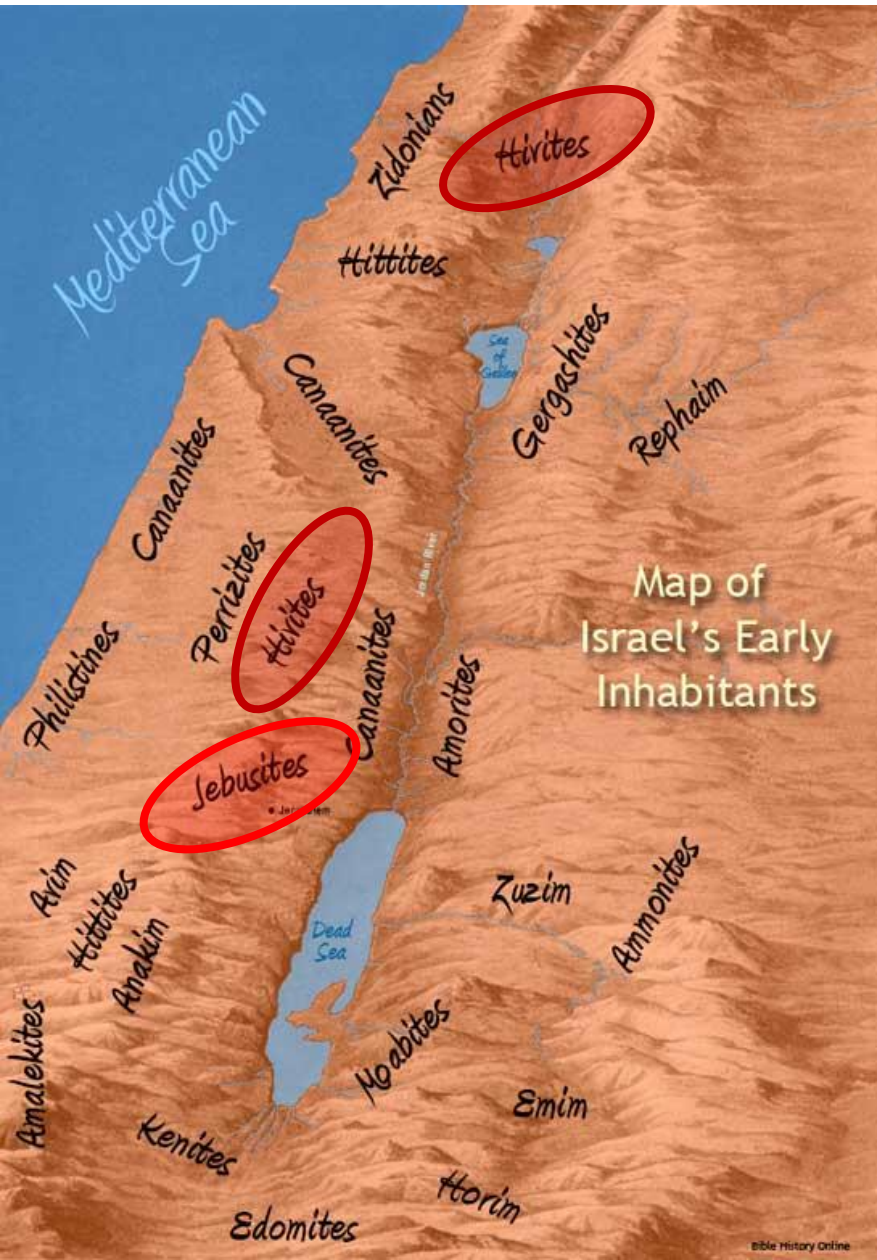 Mediterranean
Sea
Zidonians
Hivites
Hittites
Sea
of
Galilee
Gergashites
Rephaim
Canaanites
Canaanites
Perrizites
Hivites
Jordan River
Map of
Israel's Early
Inhabitants
Philistines
Canaanites
Amorites
Jebusites
Jerusalem
Avim
Hittites
Anakim
Zuzim
Ammonites
Dead
Sea
Amalekites
Moabites
Emim
Kenites
Horim
Edomites
Bible History Online